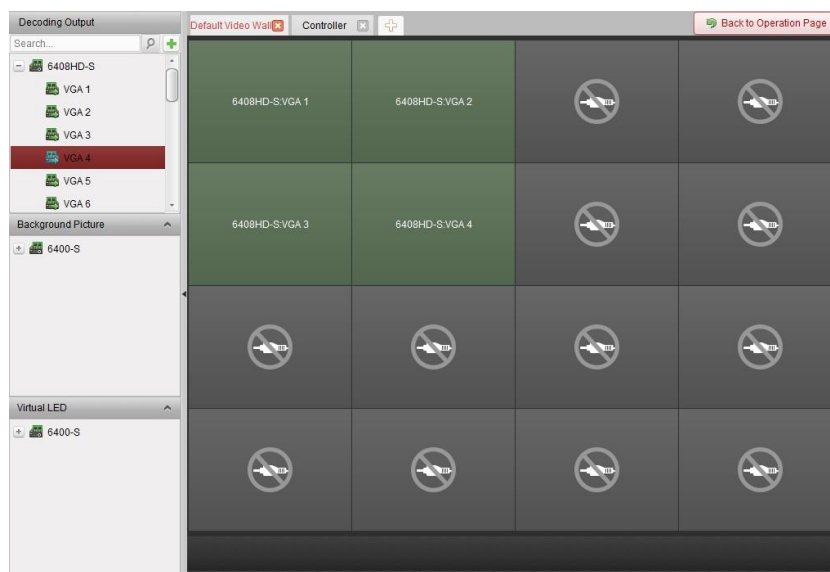 Decoding Output
Default Video Wall
Controller
Back to Operation Page
Search...
6408HD-S
VGA 1
VGA 2
VGA 3
VGA 4
VGA 5
VGA 6
Background Picture
6400-S
Virtual LED
6400-S
6408HD-S:VGA 1
6408HD-S:VGA 2
6408HD-S:VGA 3
6408HD-S:VGA 4